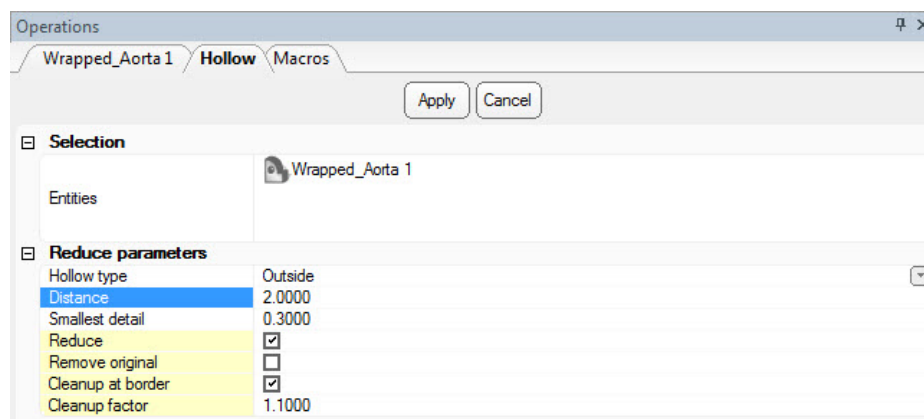 Operations
Wrapped_Aorta 1 Hollow Macros
Apply Cancel
Selection
Entities Wrapped_Aorta 1
Reduce parameters
Hollow type Outside
Distance 2.0000
Smallest detail 0.3000
Reduce
Remove original
Cleanup at border
Cleanup factor 1.1000